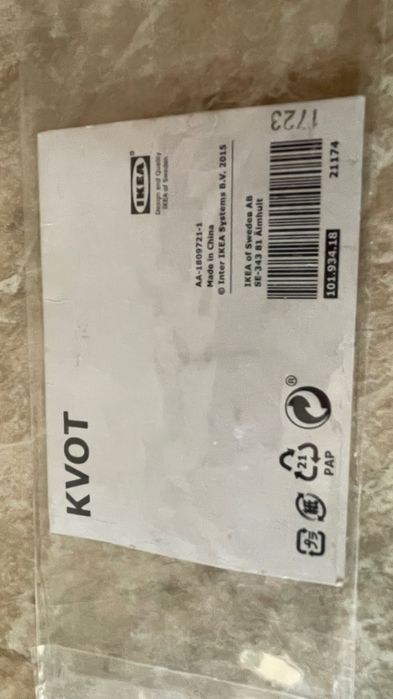 KVOT
IKEA®
Design and Quality
IKEA of Sweden
AA-1809721-1
Made in China
© Inter IKEA Systems B.V. 2015
IKEA of Sweden AB
SE-343 81 Älmhult
1723
101.934.18
21174
®
21
PAP